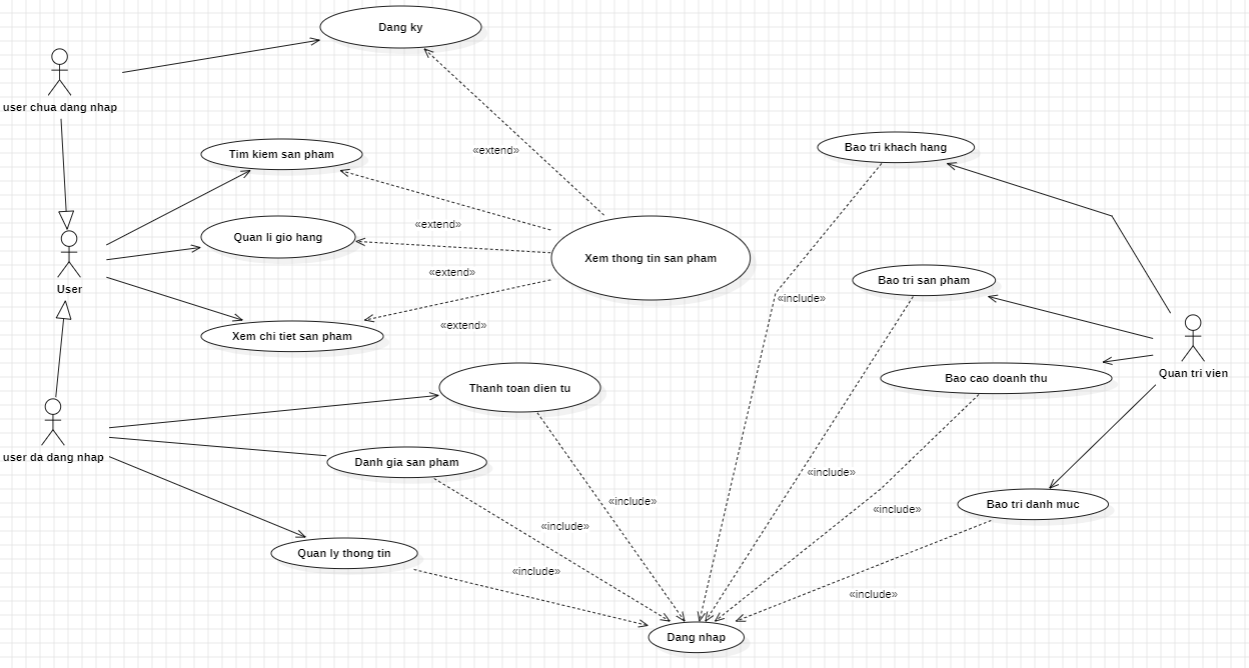 Dang ky
user chua dang nhap
«extend»
Tim kiem san pham
Bao tri khach hang
«extend»
Quan li gio hang
Xem thong tin san pham
«extend»
User
Bao tri san pham
«include»
«extend»
Xem chi tiet san pham
Quan tri vien
Bao cao doanh thu
Thanh toan dien tu
user da dang nhap
Danh gia san pham
«include»
«include»
Bao tri danh muc
«include»
«include»
Quan ly thong tin
«include»
«include»
Dang nhap